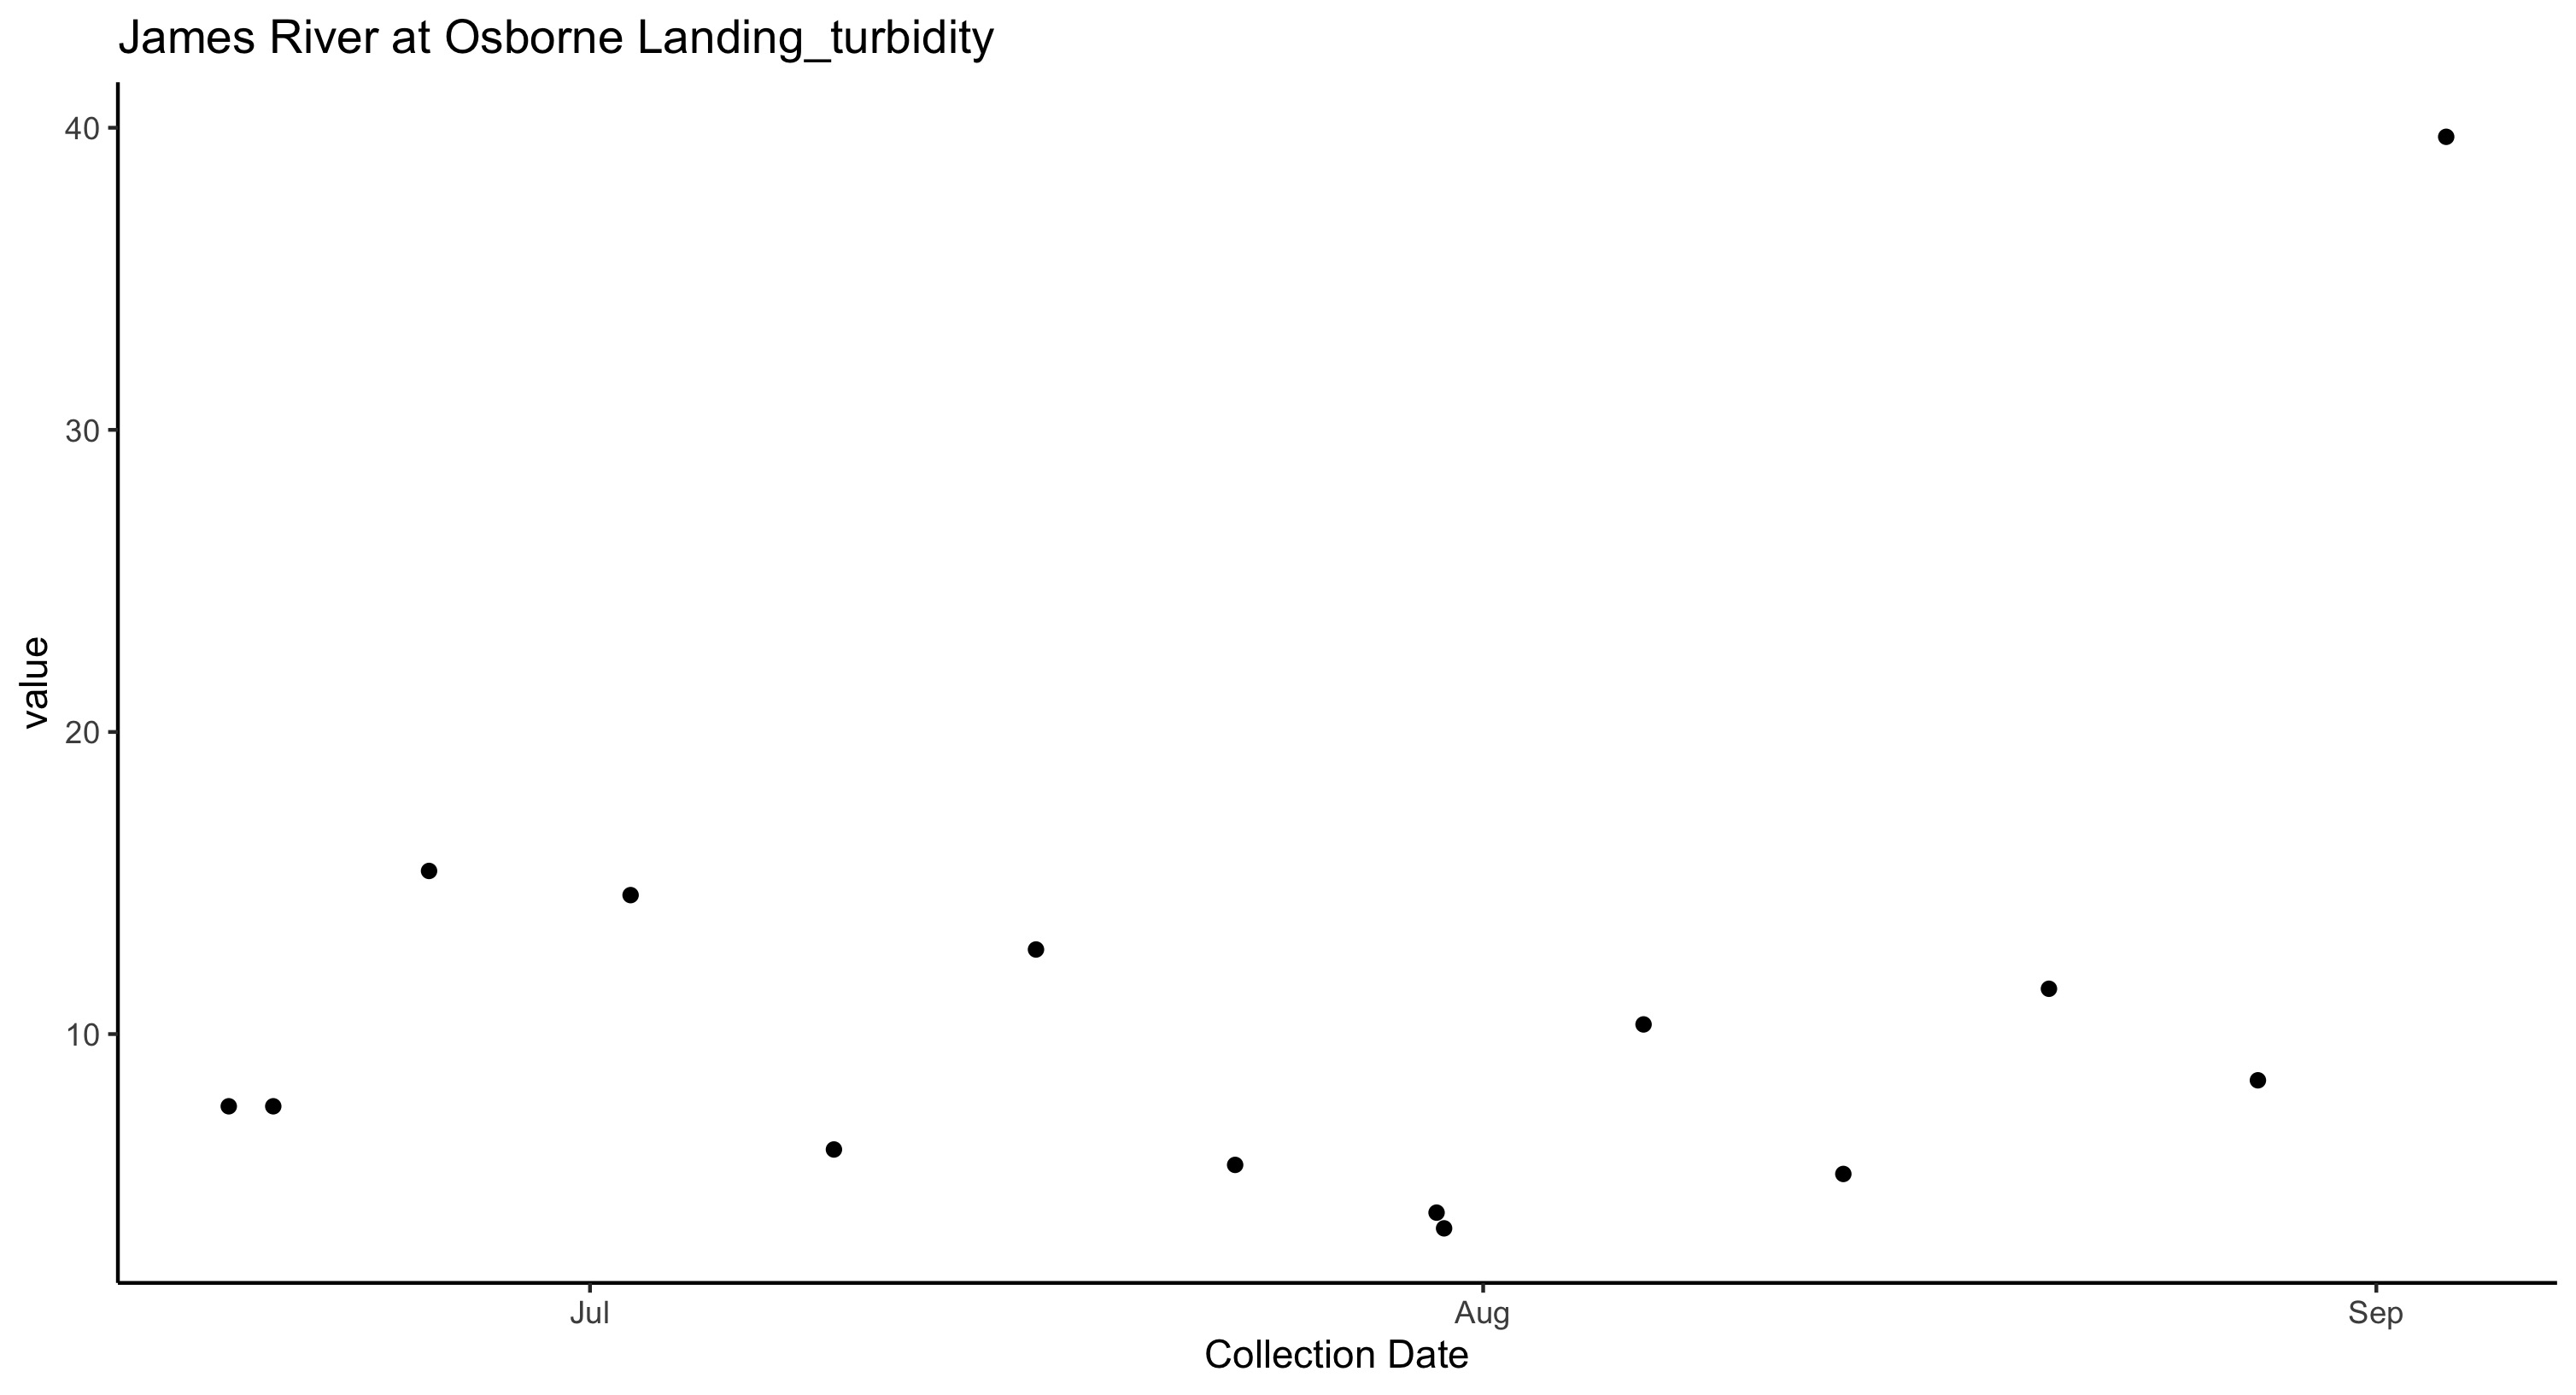 James River at Osborne Landing_turbidity
40
30
20
10
value
Jul
Aug
Sep
Collection Date